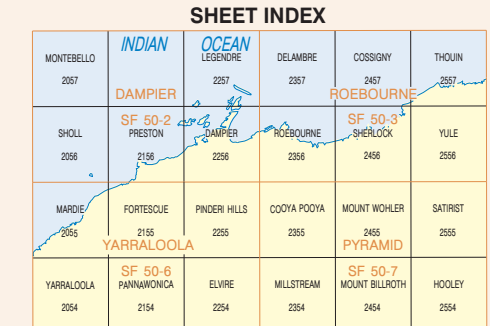 SHEET INDEX
INDIAN OCEAN
MONTEBELLO LEGENDRE DELAMBRE COSSIGNY THOUIN
2057 2257 2357 2457 2557
DAMPIER ROEBOURNE
SF 50-2 SF 50-3
SHOLL PRESTON DAMPIER ROEBOURNE SHERLOCK YULE
2056 2156 2256 2356 2456 2556
MARDIE FORTESCUE PINDERI HILLS COOYA POOYA MOUNT WOHLER SATIRIST
2055 2155 2255 2355 2455 2555
YARRALOOLA PYRAMID
SF 50-6 SF 50-7
YARRALOOLA PANNAWONICA ELVIRE MILLSTREAM MOUNT BILLROTH HOOLEY
2054 2154 2254 2354 2454 2554